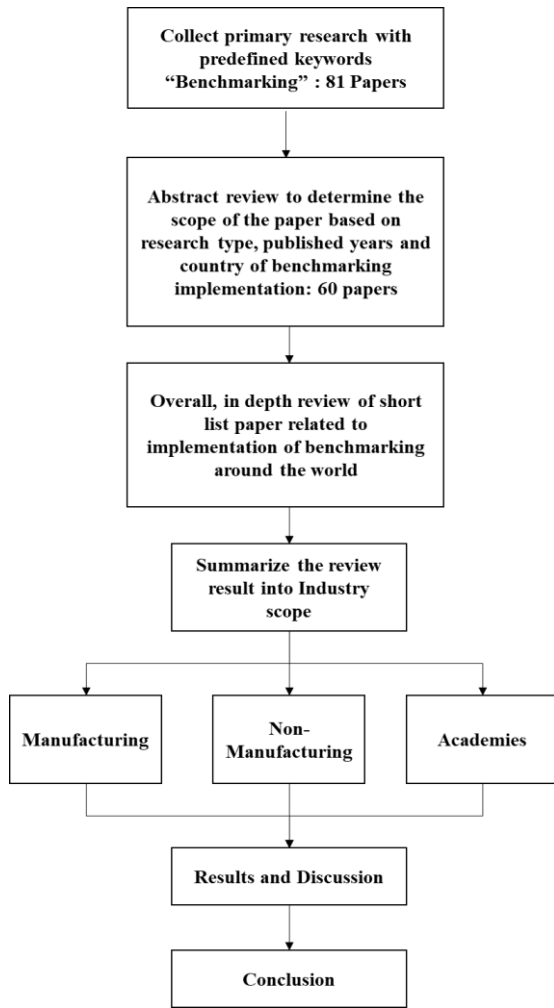 Collect primary research with
predefined keywords
“Benchmarking” : 81 Papers
Abstract review to determine the
scope of the paper based on
research type, published years and
country of benchmarking
implementation: 60 papers
Overall, in depth review of short
list paper related to
implementation of benchmarking
around the world
Summarize the review
result into Industry
scope
Manufacturing
Non-
Manufacturing
Academies
Results and Discussion
Conclusion